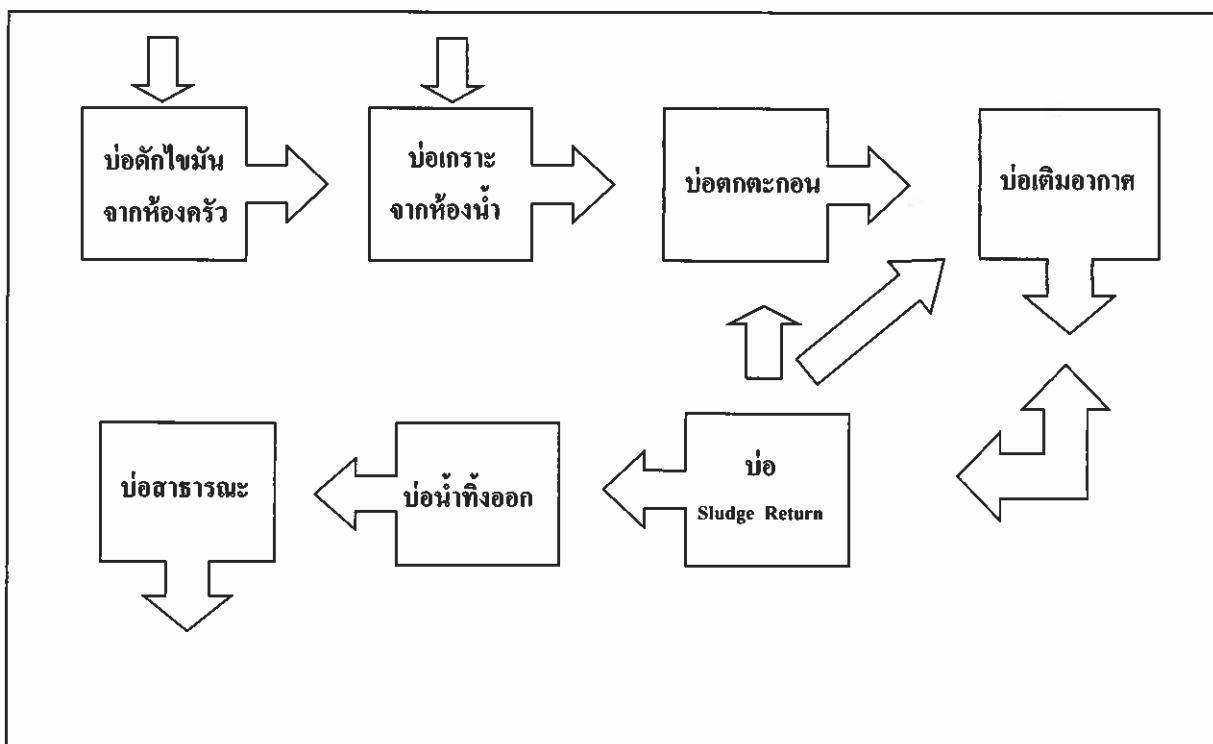 บ่อดักไขมัน
จากห้องครัว
บ่อเกราะ
จากห้องน้ำ
บ่อตกตะกอน
บ่อเติมอวกาศ
บ่อสาธารณะ
บ่อน้ำทิ้งออก
บ่อ
Sludge Return